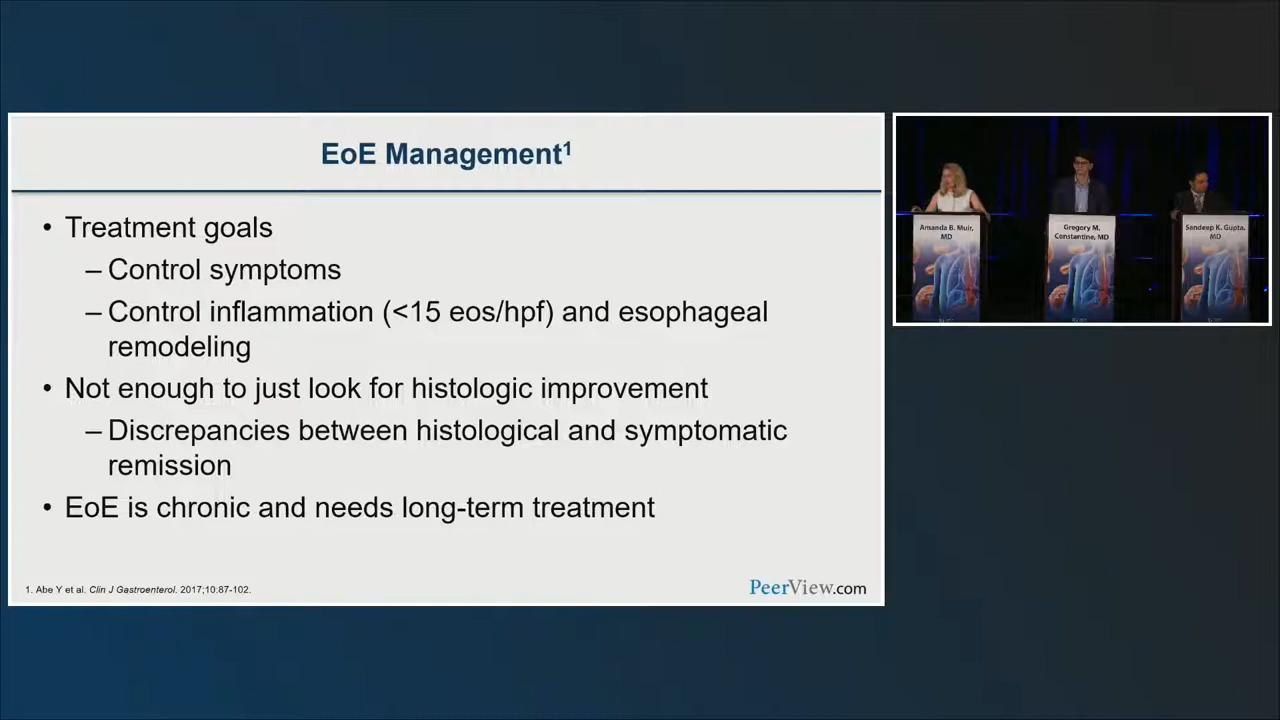 EoE Management¹
• Treatment goals
– Control symptoms
– Control inflammation (<15 eos/hpf) and esophageal
remodeling
• Not enough to just look for histologic improvement
– Discrepancies between histological and symptomatic
remission
• EoE is chronic and needs long-term treatment
1. Abe Y et al. Clin J Gastroenterol. 2017;10:87-102.
PeerView.com
Amanda B. Muir,
MD
Gregory M.
Constantine, MD
Sandeep K. Gupta,
MD